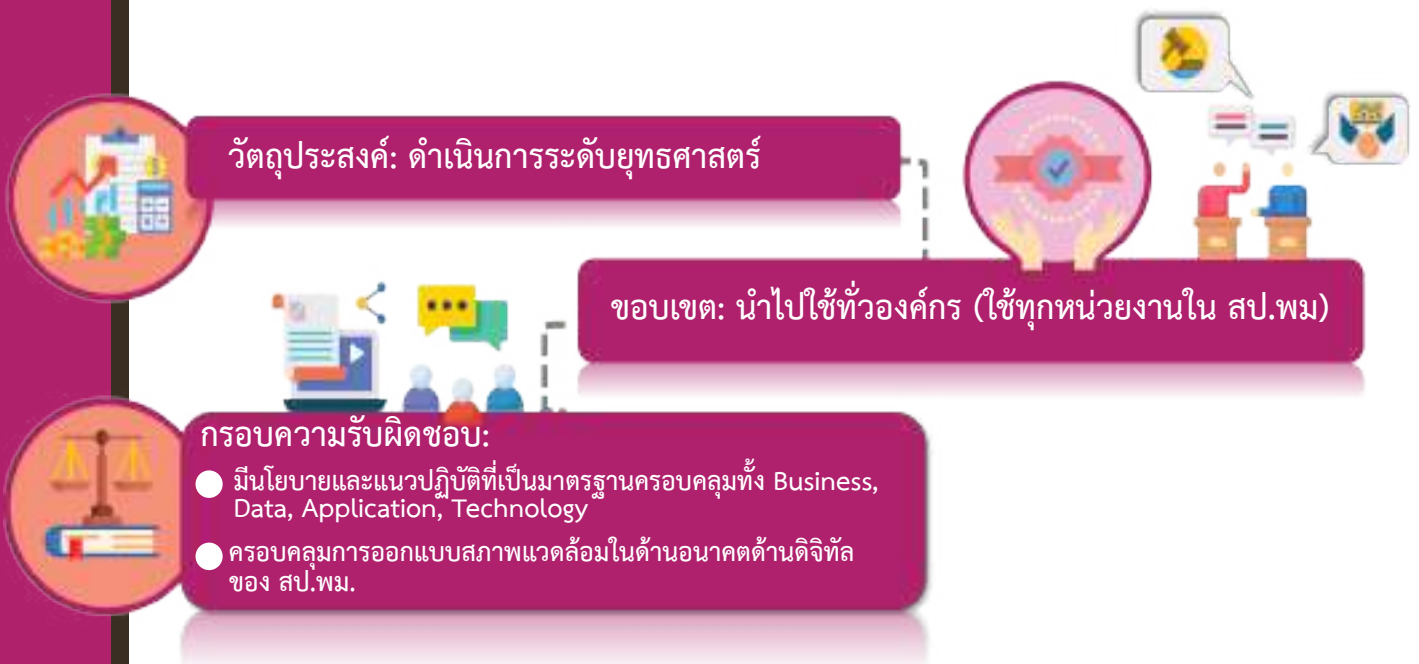 วัตถุประสงค์: ดำเนินการระดับยุทธศาสตร์
ขอบเขต: นำไปใช้ทั่วองค์กร (ใช้ทุกหน่วยงานใน สป.พม)
กรอบความรับผิดชอบ:
มีนโยบายและแนวปฏิบัติที่เป็นมาตรฐานครอบคลุมทั้ง Business,
Data, Application, Technology
ครอบคลุมการออกแบบสภาพแวดล้อมในด้านอนาคตด้านดิจิทัล
ของ สป.พม.